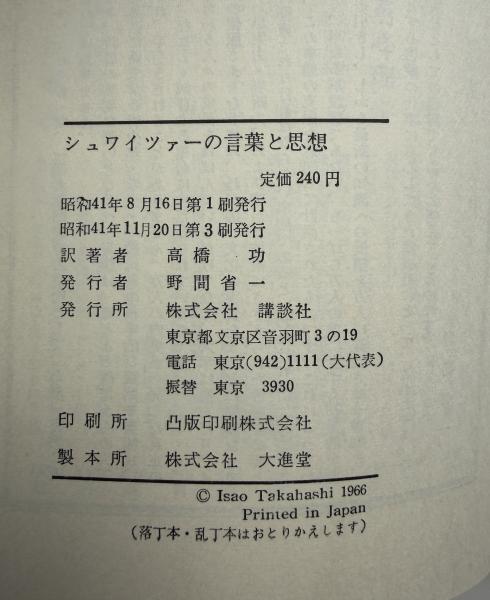 シュワイツァーの言葉と思想
定価 240 円
昭和41年 8 月16日第 1 刷発行
昭和41年11月20日第 3 刷発行
訳著者 高橋 功
発行者 野間省一
発行所 株式会社 講談社
東京都文京区音羽町 3 の 19
電話 東京(942)1111(大代表)
振替 東京 3930
印刷所 凸版印刷株式会社
製本所 株式会社 大進堂
© Isao Takahashi 1966
Printed in Japan
(落丁本・乱丁本はおとりかえします)